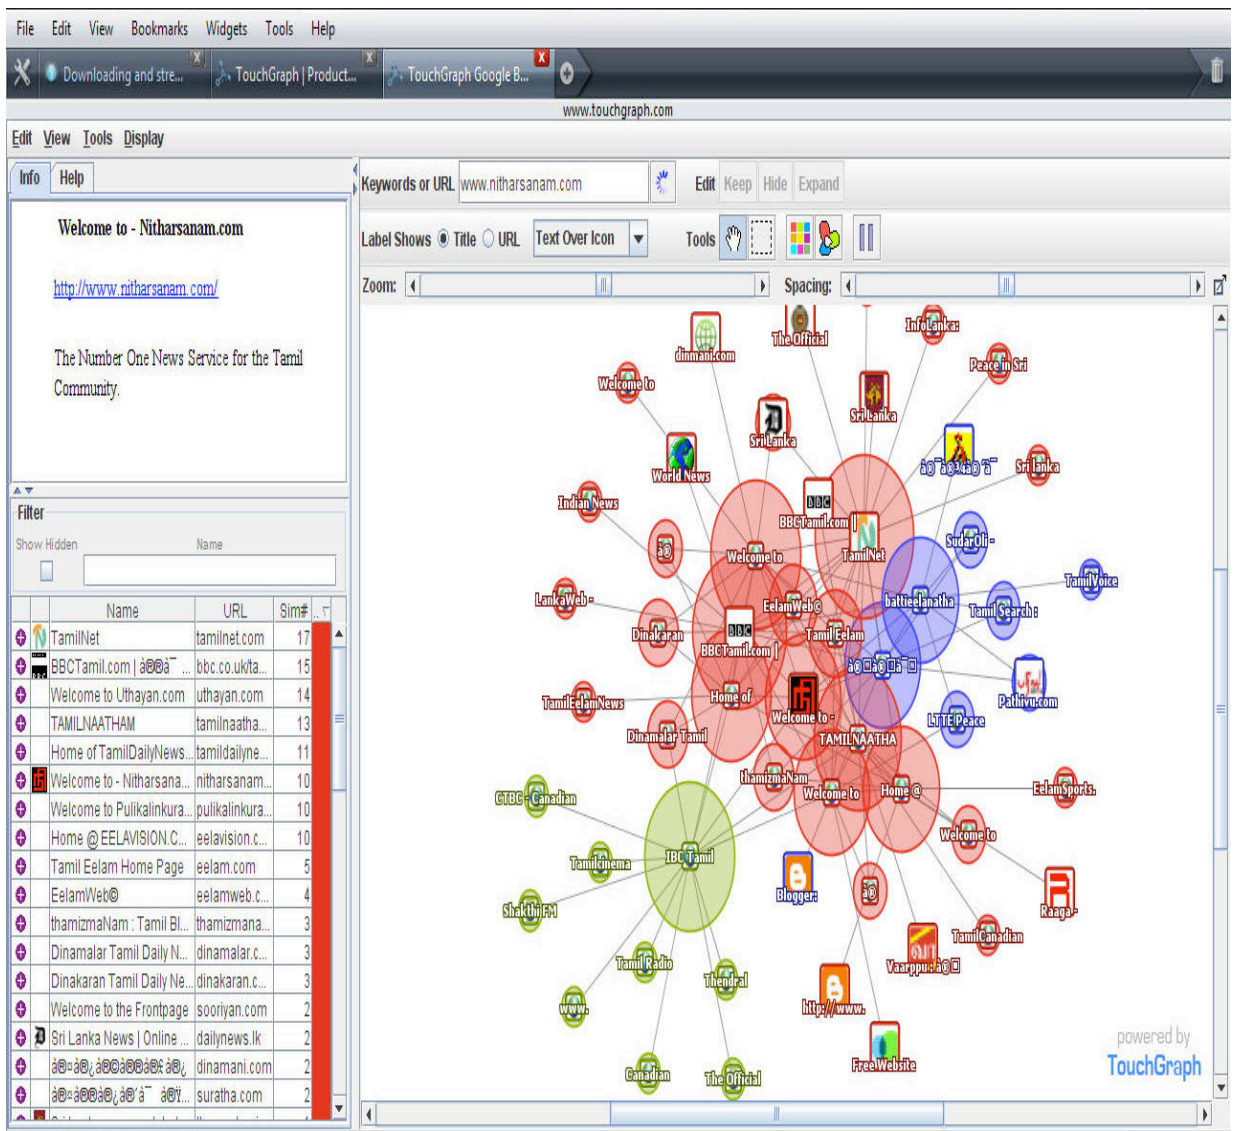 File Edit View Bookmarks Widgets Tools Help
Downloading and stre... TouchGraph | Product... TouchGraph Google B...
www.touchgraph.com
Edit View Tools Display
Info Help
Welcome to - Nitharsanam.com
http://www.nitharsanam.com/
The Number One News Service for the Tamil
Community.
Filter
Show Hidden Name
Name URL Sim# ..
TamilNet tamilnet.com 17
BBCTamil.com | à®®à¯ ... bbc.co.uk/ta... 15
Welcome to Uthayan.com uthayan.com 14
TAMILNAATHAM tamilnaatha... 13
Home of TamilDailyNews... tamildailyne... 11
Welcome to - Nitharsana... nitharsanam... 10
Welcome to Pulikalinkura... pulikalinkura... 10
Home @ EELAVISION.C... eelavision.c... 10
Tamil Eelam Home Page eelam.com 5
EelamWeb© eelamweb.c... 4
thamizmaNam : Tamil Bl... thamizmana... 3
Dinamalar Tamil Daily N... dinamalar.c... 3
Dinakaran Tamil Daily Ne... dinakaran.c... 3
Welcome to the Frontpage sooriyan.com 2
Sri Lanka News | Online ... dailynews.lk 2
dinamani.com 2
suratha.com 2
Keywords or URL www.nitharsanam.com Edit Keep Hide Expand
Label Shows Title URL Text Over Icon Tools
Zoom: Spacing:
The Official
InfoLanka:
dinmani.com
Peace in Sri
Welcome to
Sri Lanka
Sri Lanka
World News
Sri lanka
Indian News
BBC
BBCTamil.com |
à®
Welcome to
TamilNet
SudarOli -
TamilVoice
LankaWeb -
EelamWeb©
battieelanatha
Tamil Search :
Dinakaran
BBC
BBCTamil.com |
Tamil Eelam
TamilEelamNews
Home of
Welcome to -
Pathivu.com
LTTE Peace
Dinamalar Tamil
TAMILNAATHA
thamizmaNam
Welcome to
Home @
EelamSports.
CTBC - Canadian
Welcome to
Tamilcinema
IBC Tamil
Blogger:
à®
Raaga -
Shakthi FM
TamilCanadian
Tamil Radio
Thendral
Vaarppu
www.
http://www.
Canadian
The Official
Free Website
powered by
TouchGraph